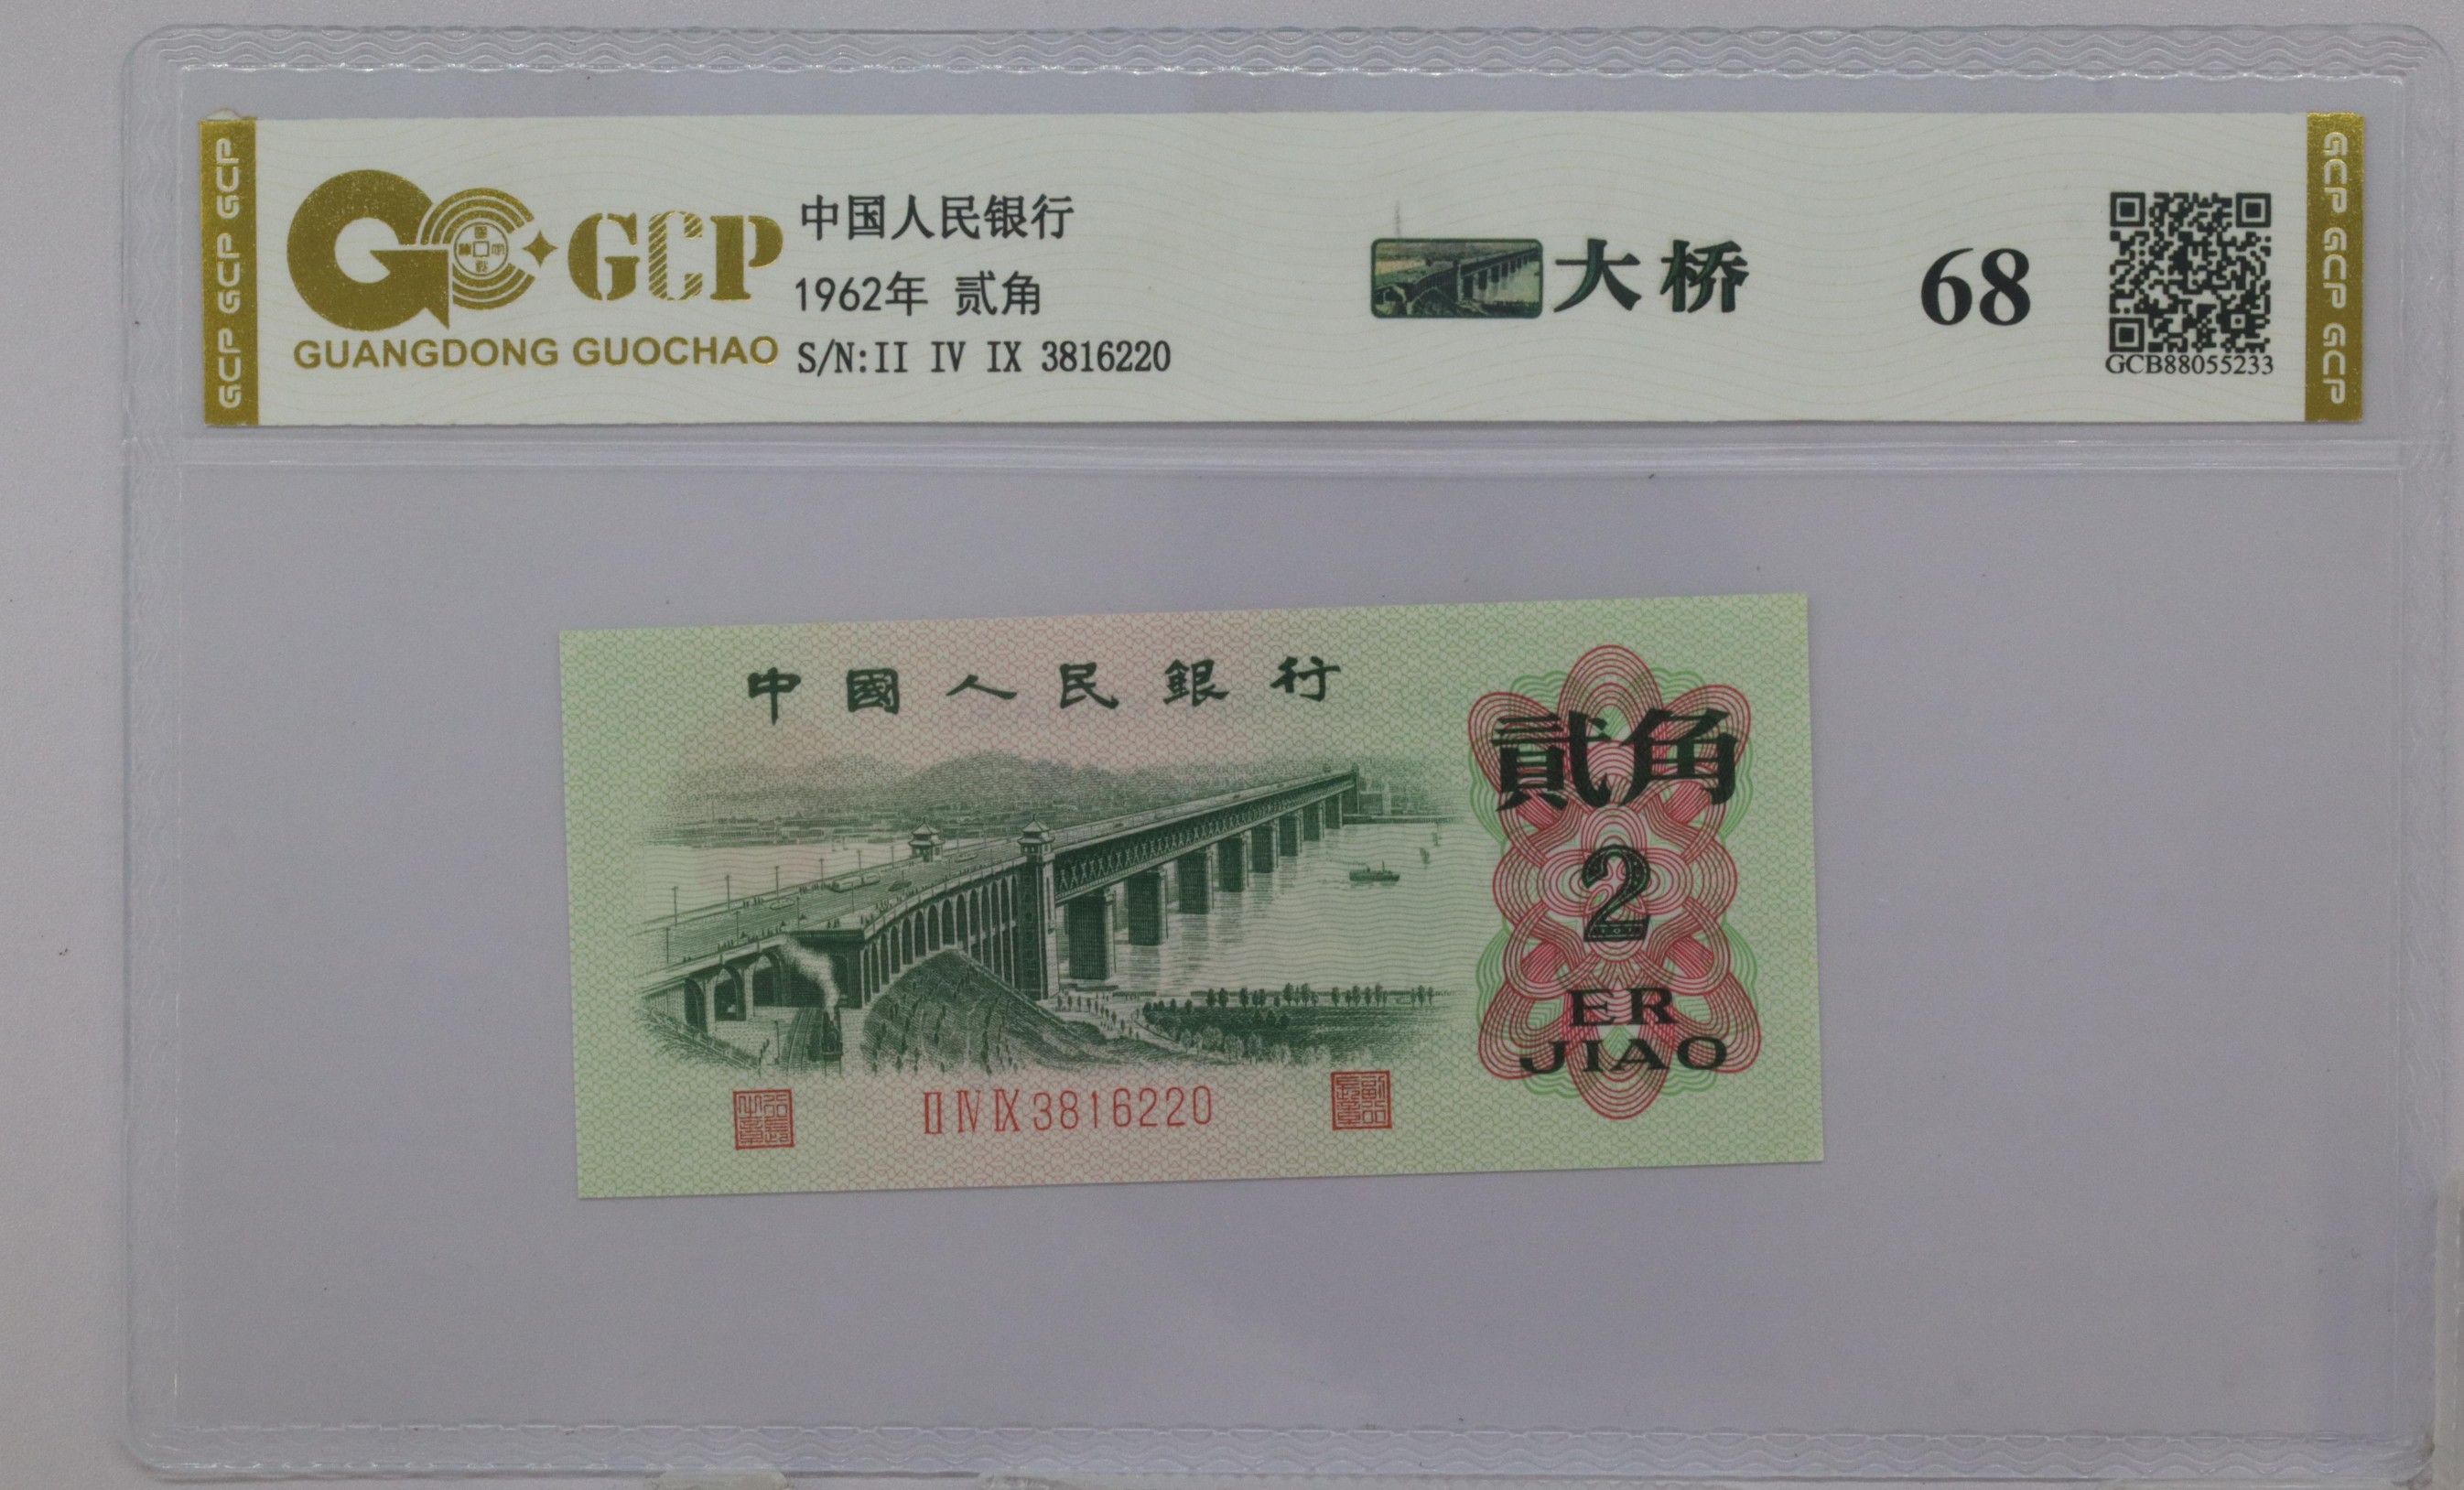 GCP GCP GCP
GCP
GUANGDONG GUOCHAO
中国人民银行
1962年 贰角
S/N:II IV IX 3816220
大桥
68
GCB88055233
GCP GCP GCP
中國人民銀行
貳角
2
ER
JIAO
II IV IX 3816220